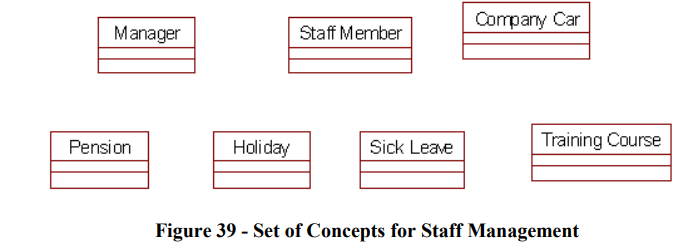 Manager
Staff Member
Company Car
Pension
Holiday
Sick Leave
Training Course
Figure 39 - Set of Concepts for Staff Management